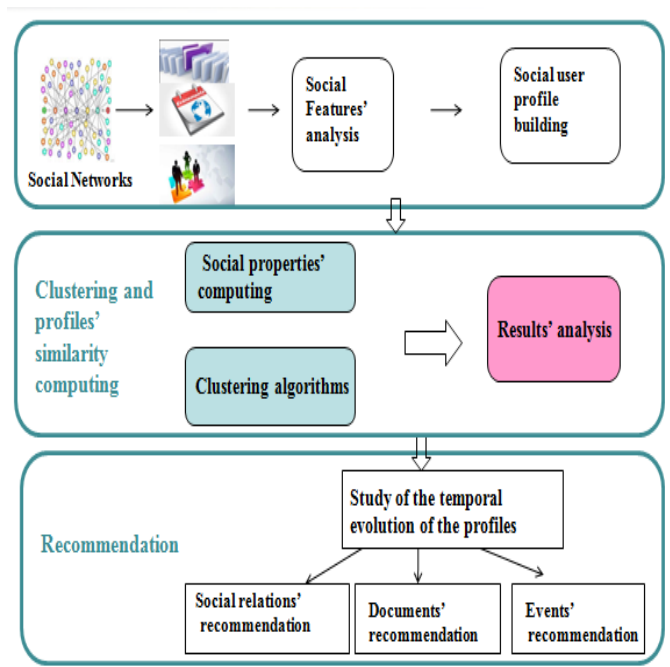 Social Networks
Social
Features’
analysis
Social user
profile
building
Clustering and
profiles’
similarity
computing
Social properties’
computing
Clustering algorithms
Results’ analysis
Recommendation
Study of the temporal
evolution of the profiles
Social relations’
recommendation
Documents’
recommendation
Events’
recommendation